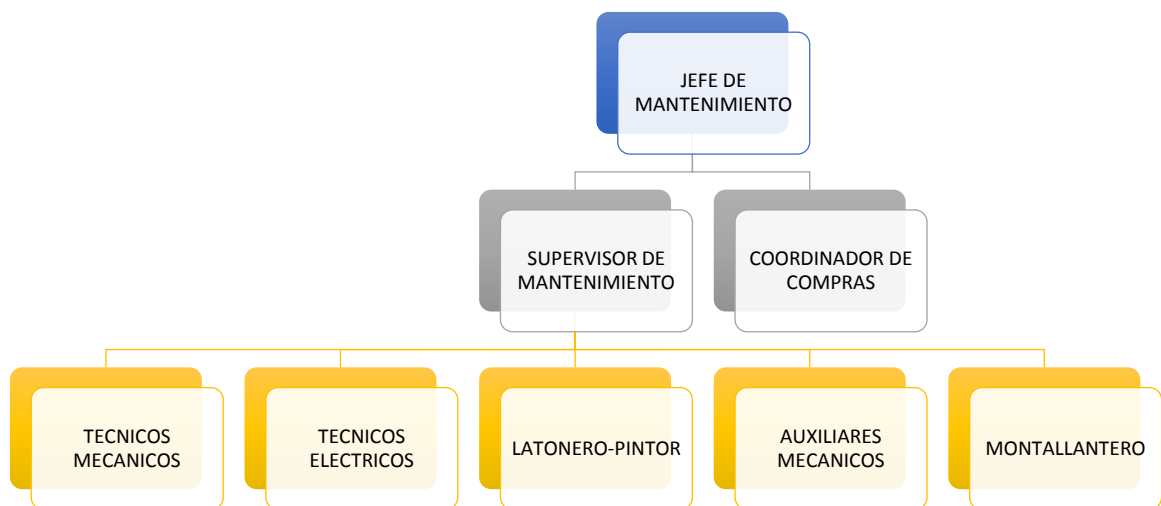 JEFE DE
MANTENIMIENTO
SUPERVISOR DE
MANTENIMIENTO
COORDINADOR DE
COMPRAS
TECNICOS
MECANICOS
TECNICOS
ELECTRICOS
LATONERO-PINTOR
AUXILIARES
MECANICOS
MONTALLANTERO